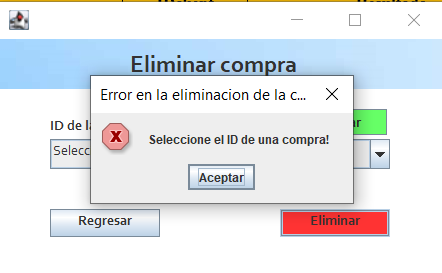 Eliminar compra
Error en la eliminacion de la c...
ID de la
Selecc
Seleccione el ID de una compra!
Aceptar
Regresar
Eliminar